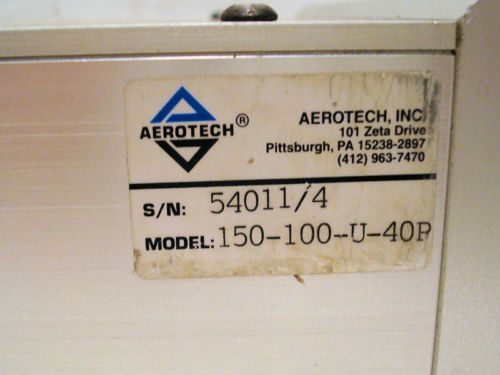 AEROTECH®
AEROTECH, INC.
101 Zeta Drive
Pittsburgh, PA 15238-2897
(412) 963-7470
S/N: 54011/4
MODEL: 150-100--U-40P